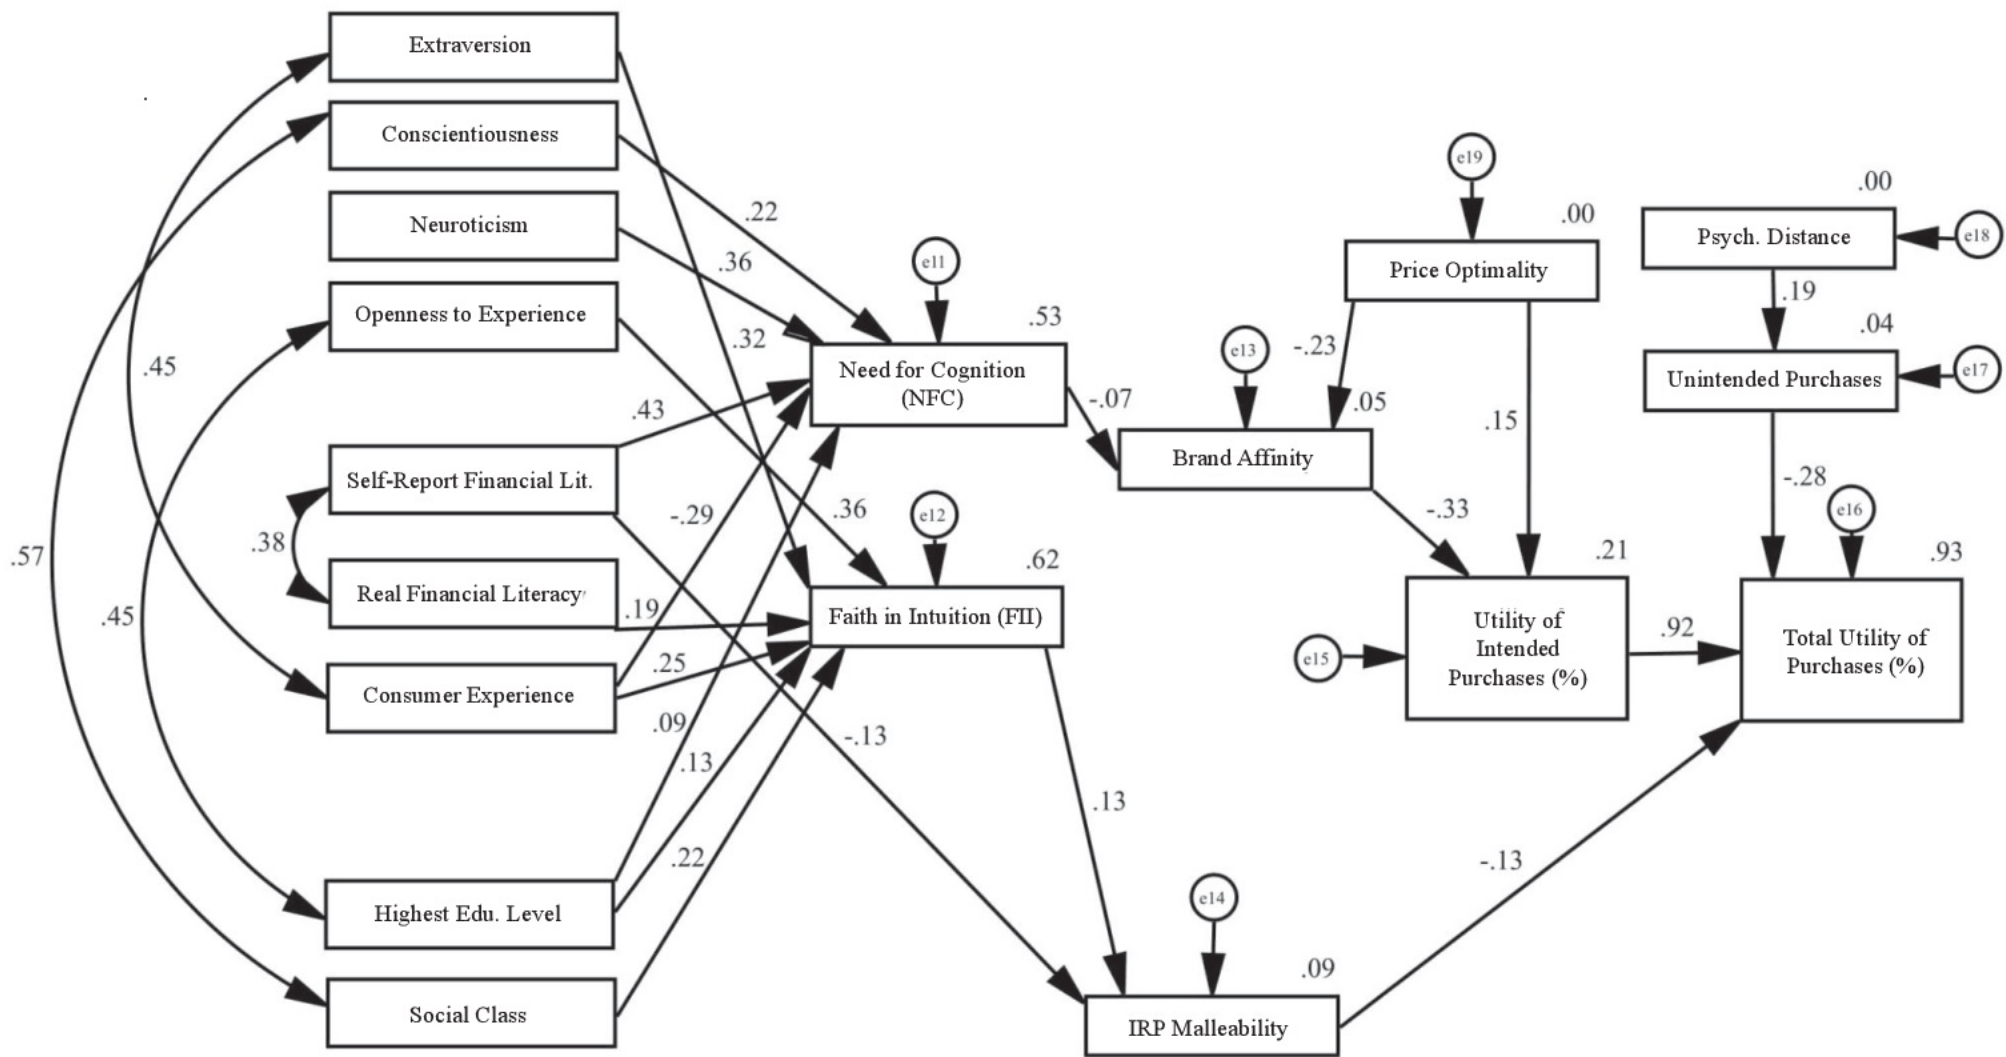 Extraversion
Conscientiousness
Neuroticism
Openness to Experience
Self-Report Financial Lit.
Real Financial Literacy
Consumer Experience
Highest Edu. Level
Social Class
.45
.57
.38
.45
.22
.36
.32
.43
-.29
.36
.19
.25
.09
.13
.22
-.13
e11
.53
Need for Cognition
(NFC)
e12
.62
Faith in Intuition (FII)
-.07
e13
.05
Brand Affinity
-.23
e19
.00
Price Optimality
.15
-.33
.13
e14
.09
IRP Malleability
-.13
e15
.21
Utility of
Intended
Purchases (%)
.92
.00
Psych. Distance
e18
.19
.04
Unintended Purchases
e17
-.28
e16
.93
Total Utility of
Purchases (%)